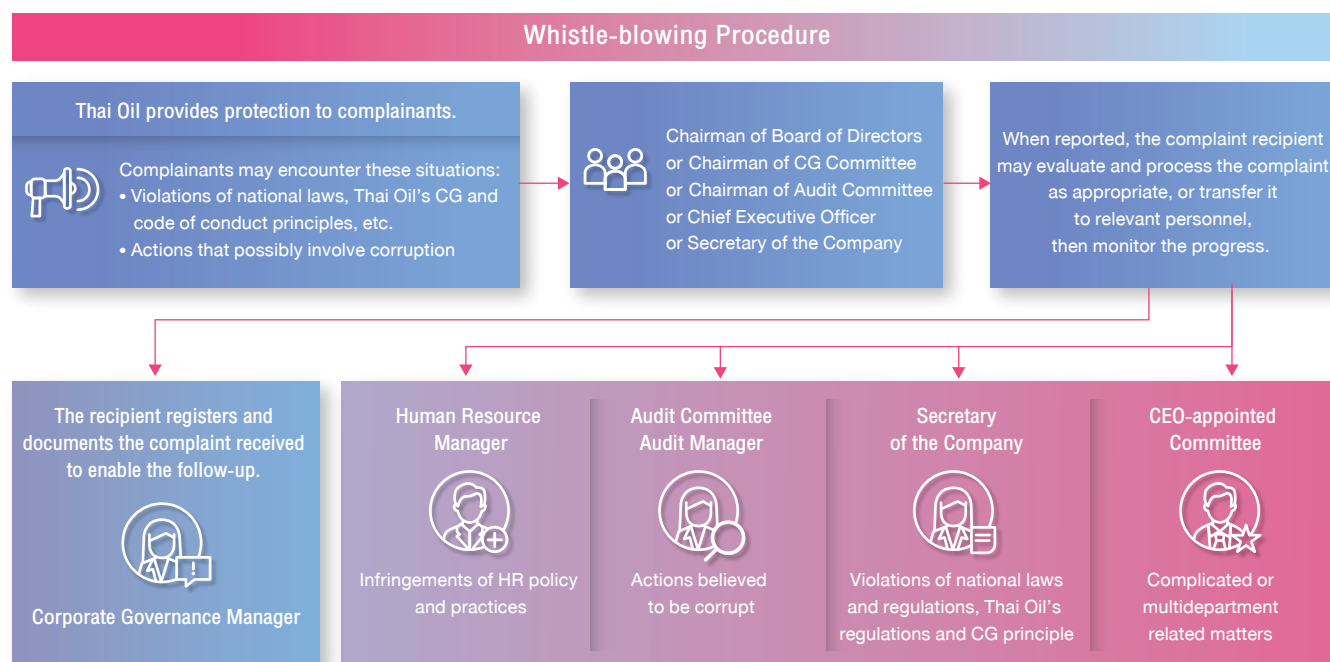 Whistle-blowing Procedure
Thai Oil provides protection to complainants.
Complainants may encounter these situations:
• Violations of national laws, Thai Oil's CG and
code of conduct principles, etc.
• Actions that possibly involve corruption
Chairman of Board of Directors
or Chairman of CG Committee
or Chairman of Audit Committee
or Chief Executive Officer
or Secretary of the Company
When reported, the complaint recipient
may evaluate and process the complaint
as appropriate, or transfer it
to relevant personnel,
then monitor the progress.
The recipient registers and
documents the complaint received
to enable the follow-up.
Corporate Governance Manager
Human Resource
Manager
Infringements of HR policy
and practices
Audit Committee
Audit Manager
Actions believed
to be corrupt
Secretary
of the Company
Violations of national laws
and regulations, Thai Oil's
regulations and CG principle
CEO-appointed
Committee
Complicated or
multidepartment
related matters